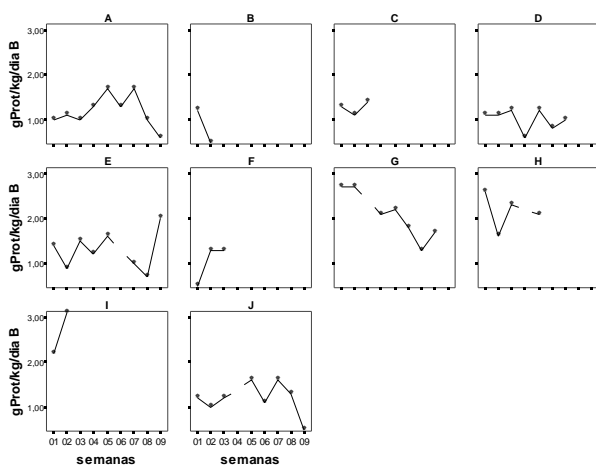 A B C D
gProt/kg/dia B
3,00
2,00
1,00
E F G H
gProt/kg/dia B
3,00
2,00
1,00
I J
gProt/kg/dia B
3,00
2,00
1,00
01 02 03 04 05 06 07 08 09 01 02 03 04 05 06 07 08 09
semanas semanas